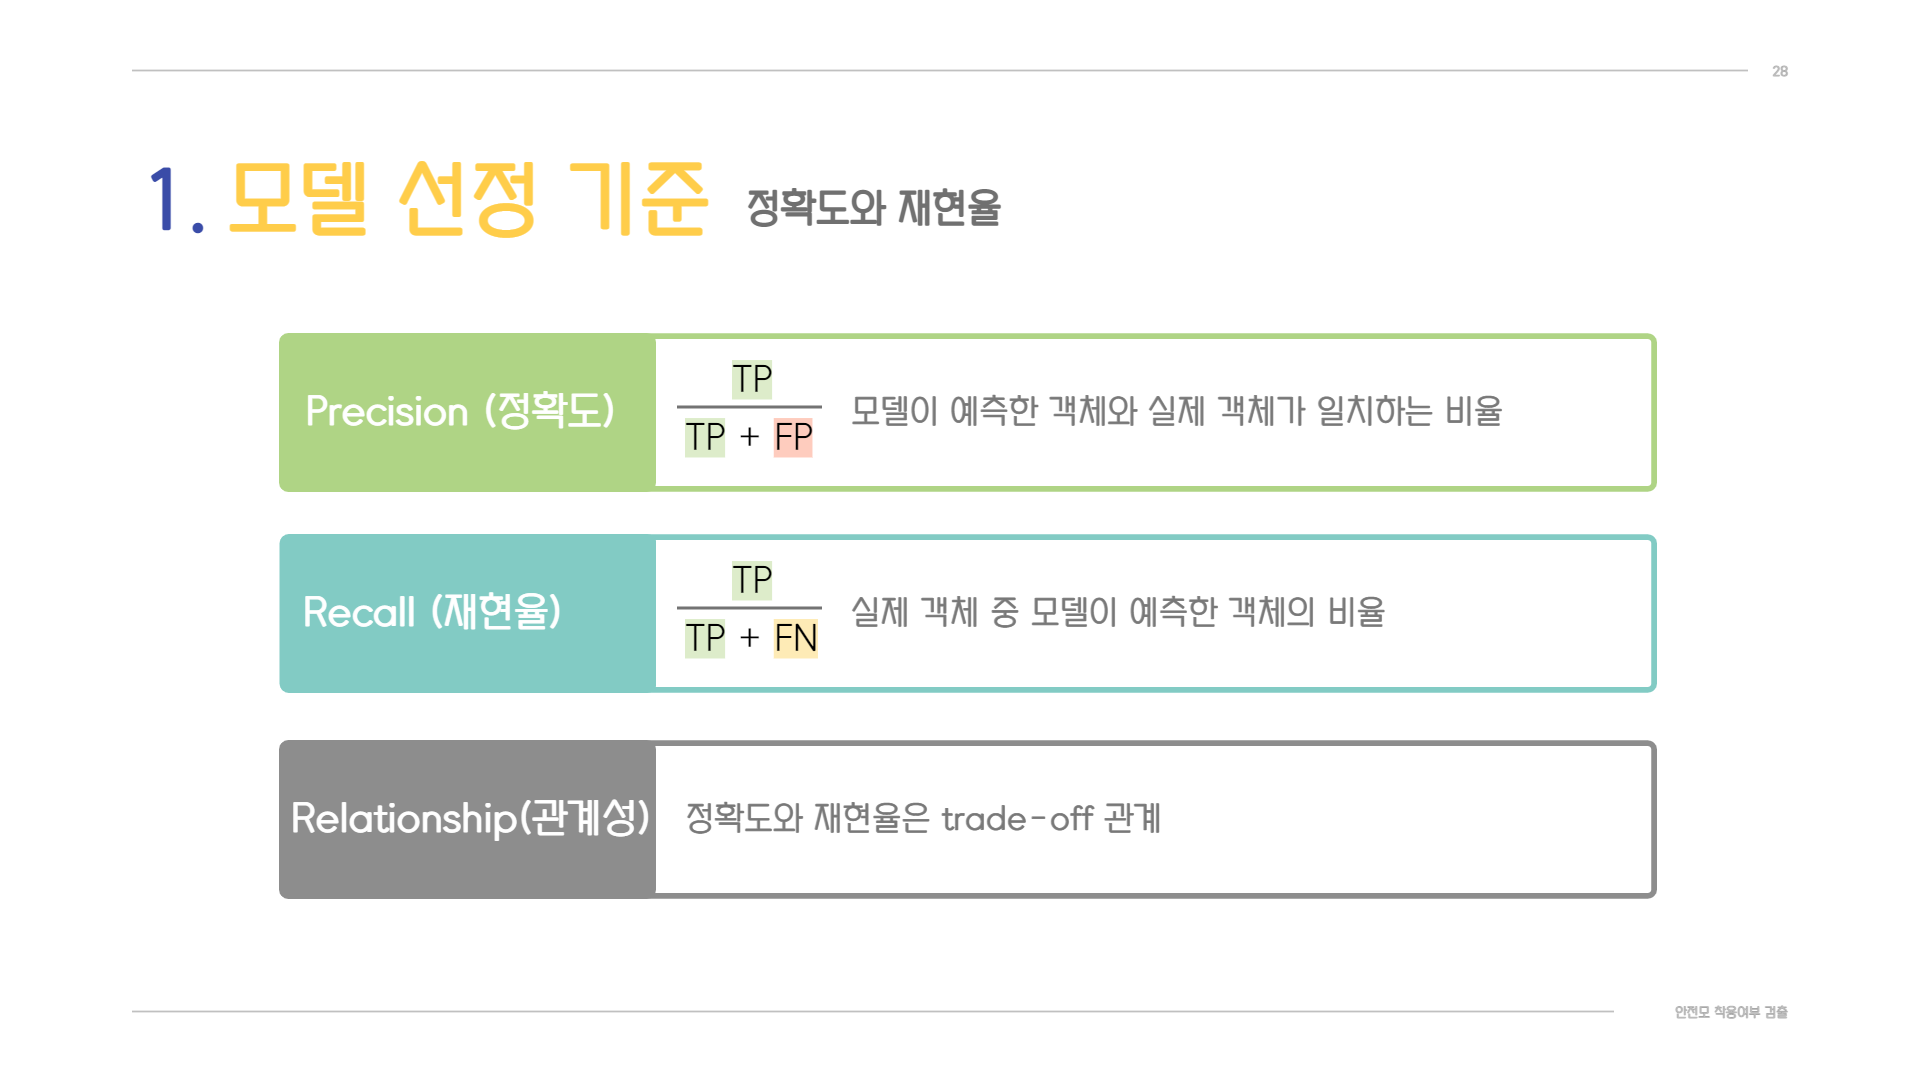 28
1. 모델 선정 기준 정확도와 재현율
Precision (정확도)
TP
TP + FP
모델이 예측한 객체와 실제 객체가 일치하는 비율
Recall (재현율)
TP
TP + FN
실제 객체 중 모델이 예측한 객체의 비율
Relationship(관계성)
정확도와 재현율은 trade-off 관계
안전모 착용여부 검출